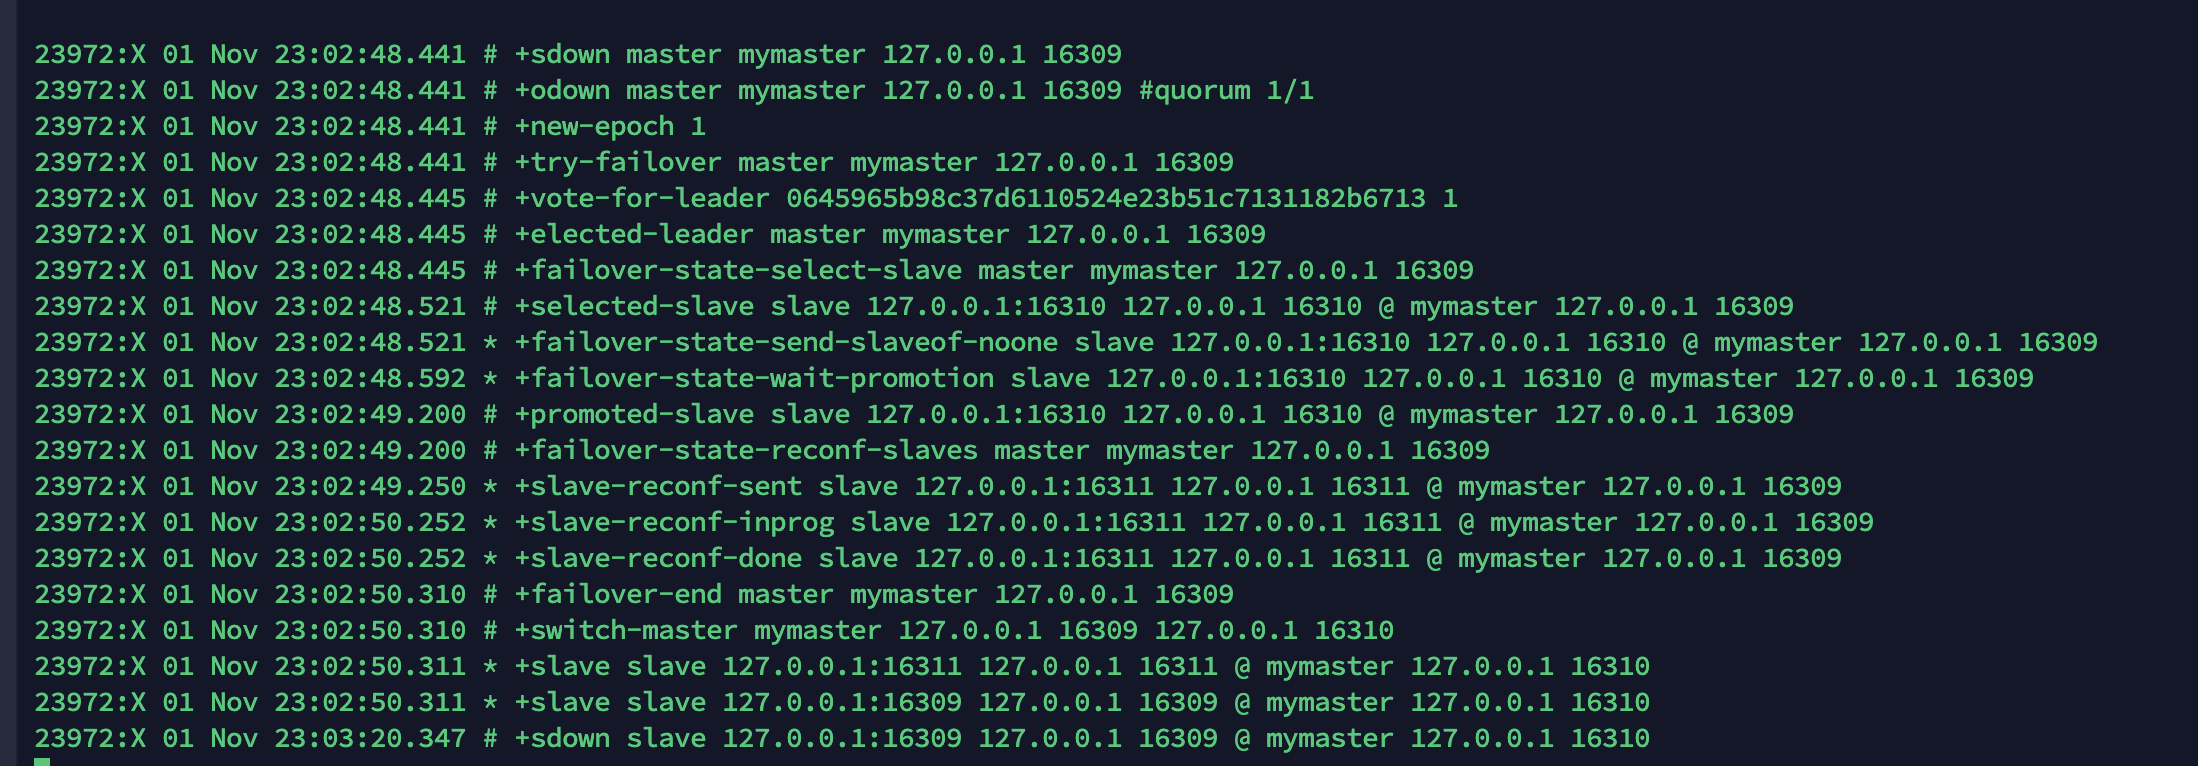 23972:X 01 Nov 23:02:48.441 # +sdown master mymaster 127.0.0.1 16309
23972:X 01 Nov 23:02:48.441 # +odown master mymaster 127.0.0.1 16309 #quorum 1/1
23972:X 01 Nov 23:02:48.441 # +new-epoch 1
23972:X 01 Nov 23:02:48.441 # +try-failover master mymaster 127.0.0.1 16309
23972:X 01 Nov 23:02:48.445 # +vote-for-leader 0645965b98c37d6110524e23b51c7131182b6713 1
23972:X 01 Nov 23:02:48.445 # +elected-leader master mymaster 127.0.0.1 16309
23972:X 01 Nov 23:02:48.445 # +failover-state-select-slave master mymaster 127.0.0.1 16309
23972:X 01 Nov 23:02:48.521 # +selected-slave slave 127.0.0.1:16310 127.0.0.1 16310 @ mymaster 127.0.0.1 16309
23972:X 01 Nov 23:02:48.521 * +failover-state-send-slaveof-noone slave 127.0.0.1:16310 127.0.0.1 16310 @ mymaster 127.0.0.1 16309
23972:X 01 Nov 23:02:48.592 * +failover-state-wait-promotion slave 127.0.0.1:16310 127.0.0.1 16310 @ mymaster 127.0.0.1 16309
23972:X 01 Nov 23:02:49.200 # +promoted-slave slave 127.0.0.1:16310 127.0.0.1 16310 @ mymaster 127.0.0.1 16309
23972:X 01 Nov 23:02:49.200 # +failover-state-reconf-slaves master mymaster 127.0.0.1 16309
23972:X 01 Nov 23:02:49.250 * +slave-reconf-sent slave 127.0.0.1:16311 127.0.0.1 16311 @ mymaster 127.0.0.1 16309
23972:X 01 Nov 23:02:50.252 * +slave-reconf-inprog slave 127.0.0.1:16311 127.0.0.1 16311 @ mymaster 127.0.0.1 16309
23972:X 01 Nov 23:02:50.252 * +slave-reconf-done slave 127.0.0.1:16311 127.0.0.1 16311 @ mymaster 127.0.0.1 16309
23972:X 01 Nov 23:02:50.310 # +failover-end master mymaster 127.0.0.1 16309
23972:X 01 Nov 23:02:50.310 # +switch-master mymaster 127.0.0.1 16309 127.0.0.1 16310
23972:X 01 Nov 23:02:50.311 * +slave slave 127.0.0.1:16311 127.0.0.1 16311 @ mymaster 127.0.0.1 16310
23972:X 01 Nov 23:02:50.311 * +slave slave 127.0.0.1:16309 127.0.0.1 16309 @ mymaster 127.0.0.1 16310
23972:X 01 Nov 23:03:20.347 # +sdown slave 127.0.0.1:16309 127.0.0.1 16309 @ mymaster 127.0.0.1 16310